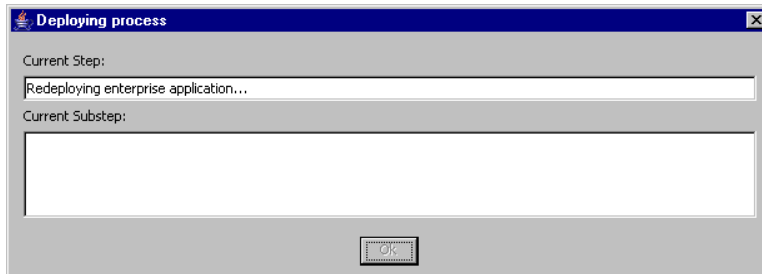 Deploying process
Current Step:
Redeploying enterprise application...
Current Substep:
OK